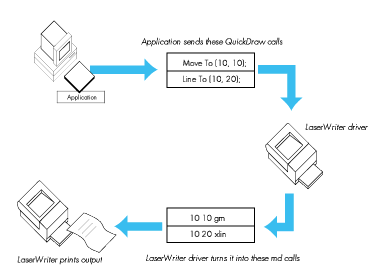 Application sends these QuickDraw calls
Move To (10, 10);
Line To (10, 20);
Application
LaserWriter driver
10 10 gm
10 20 xlin
LaserWriter prints output
LaserWriter driver turns it into these md calls